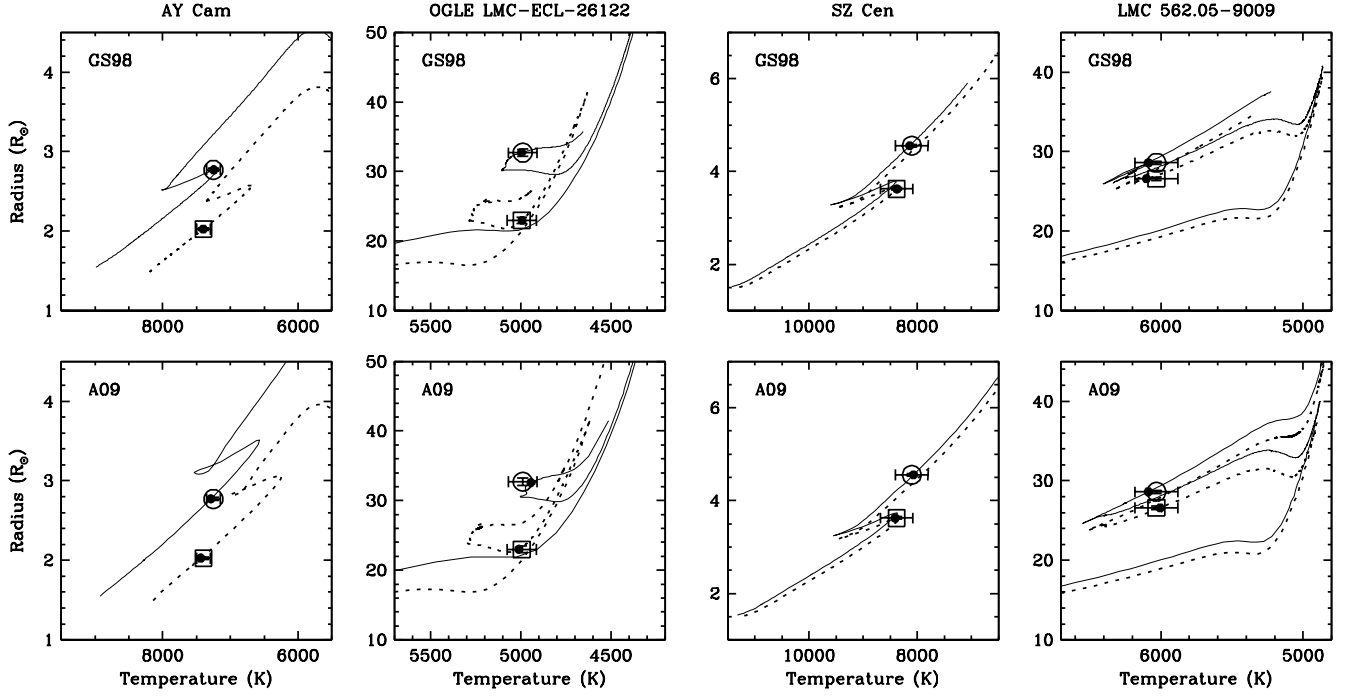 AY Cam
OGLE LMC-ECL-26122
SZ Cen
LMC 562.05-9009
GS98
GS98
GS98
GS98
Radius (R⊙)
4
3
2
1
50
40
30
20
10
6
4
2
40
30
20
10
8000 6000
5500 5000 4500
10000 8000
6000 5000
A09
A09
A09
A09
Radius (R⊙)
4
3
2
1
50
40
30
20
10
6
4
2
40
30
20
10
8000 6000
5500 5000 4500
10000 8000
6000 5000
Temperature (K)
Temperature (K)
Temperature (K)
Temperature (K)